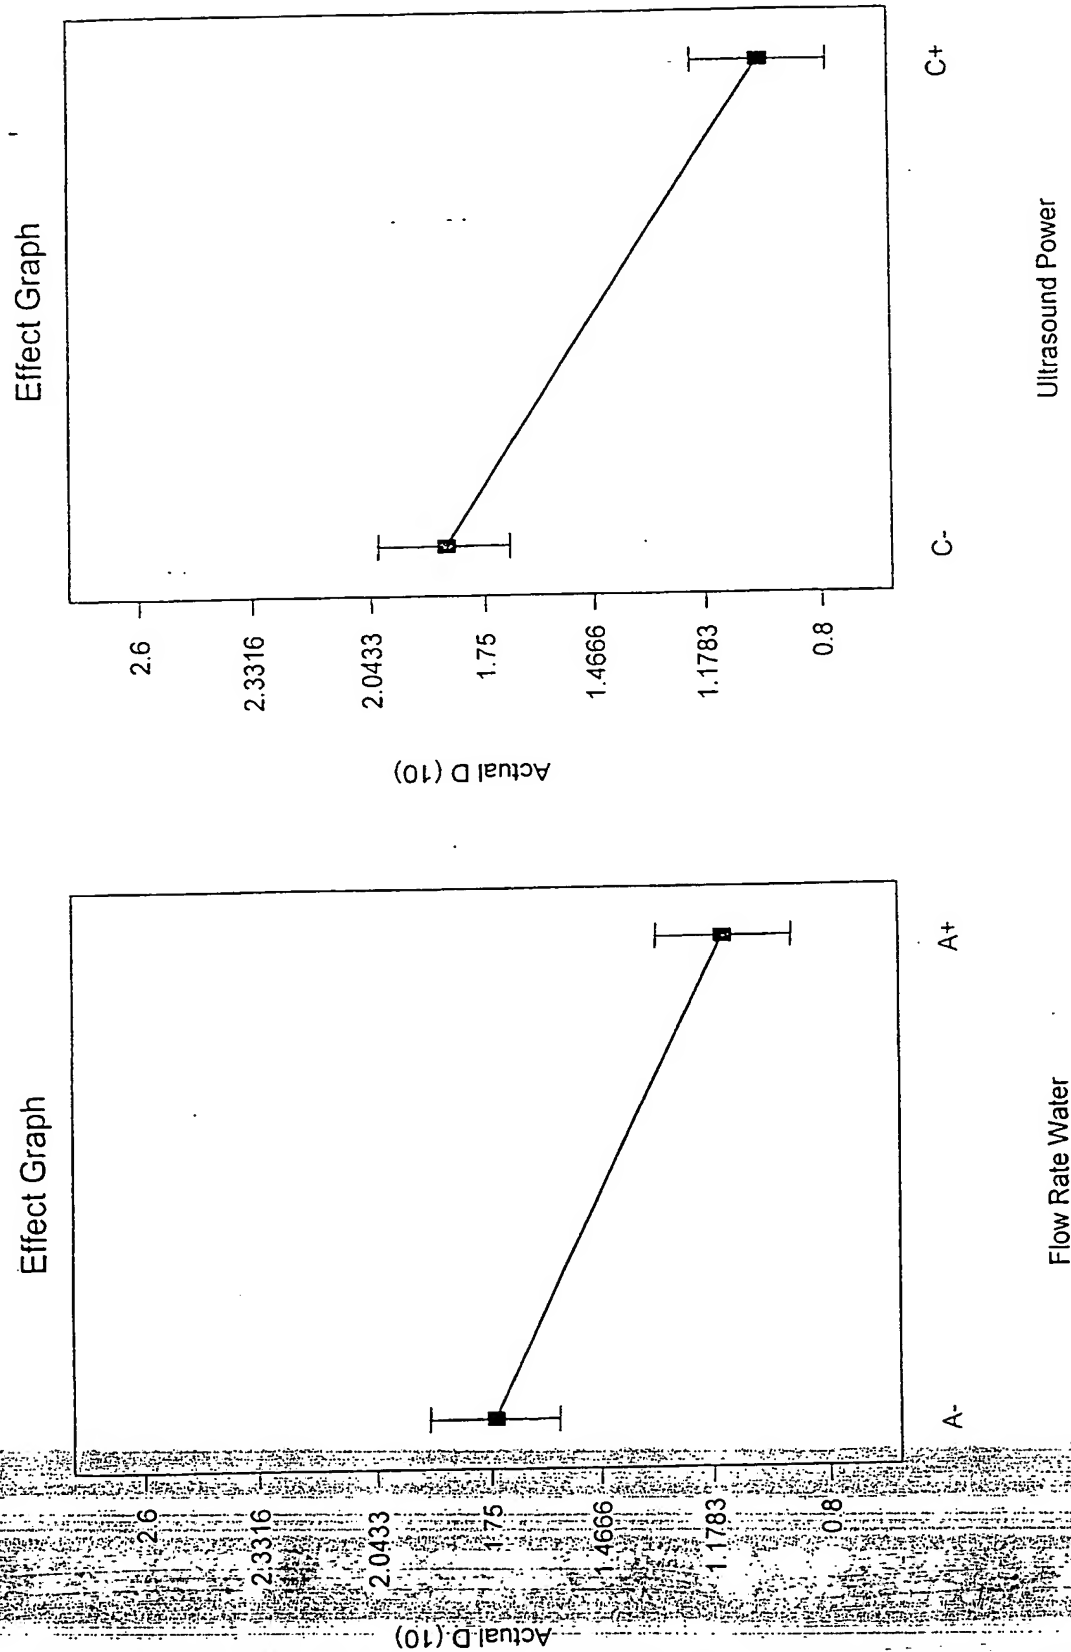 Effect Graph
Actual D (10)
2.6
2.3316
2.0433
1.75
1.4666
1.1783
0.8
A-
A+
Flow Rate Water
Effect Graph
Actual D (10)
2.6
2.3316
2.0433
1.75
1.4666
1.1783
0.8
C-
C+
Ultrasound Power